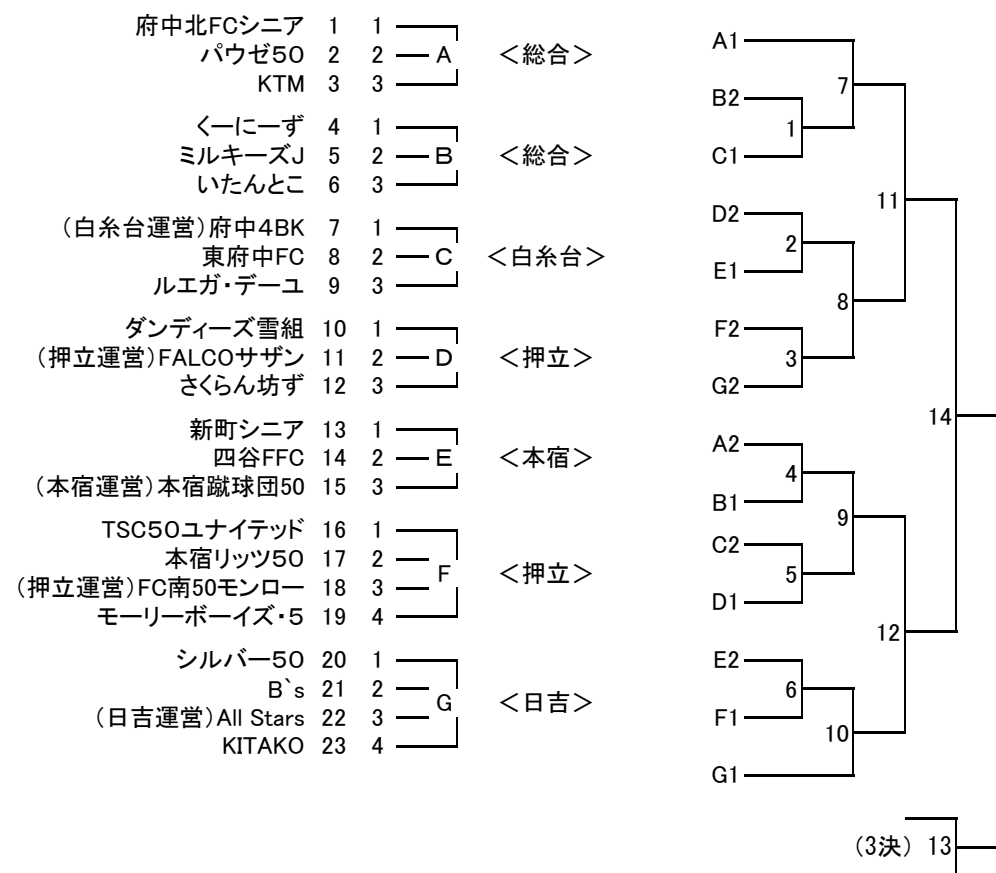 府中北FCシニア 1 1
パウゼ50 2 2 A <総合>
KTM 3 3
くーにーず 4 1
ミルキーズJ 5 2 B <総合>
いたんとこ 6 3
(白糸台運営)府中4BK 7 1
東府中FC 8 2 C <白糸台>
ルエガ・デーユ 9 3
ダンディーズ雪組 10 1
(押立運営)FALCOサザン 11 2 D <押立>
さくらん坊ず 12 3
新町シニア 13 1
四谷FFC 14 2 E <本宿>
(本宿運営)本宿蹴球団50 15 3
TSC50ユナイテッド 16 1
本宿リッツ50 17 2
F <押立>
(押立運営)FC南50モンロー 18 3
モーリーボーイズ・5 19 4
シルバー50 20 1
B`s 21 2
G <日吉>
(日吉運営)All Stars 22 3
KITAKO 23 4
A1
7
B2
1
C1
11
D2
2
E1
8
F2
3
G2
14
A2
4
B1
9
C2
5
D1
12
E2
6
F1
10
G1
(3決) 13